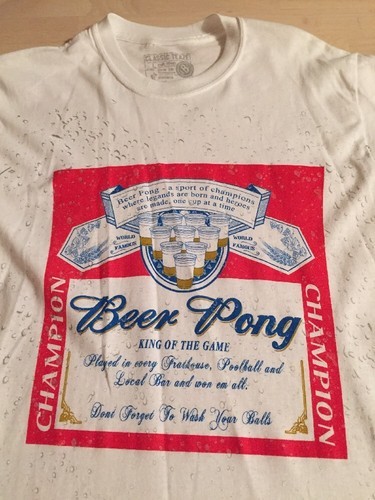 Beer Pong - a sport of champions
where legands are born and heroes
are made, one cup at a time
WORLD
FAMOUS
WORLD
FAMOUS
Beer Pong
KING OF THE GAME
Played in every Frathouse, Poolhall and
Local Bar and won em all.
Dont Forget To Wash Your Balls
CHAMPION
CHAMPION